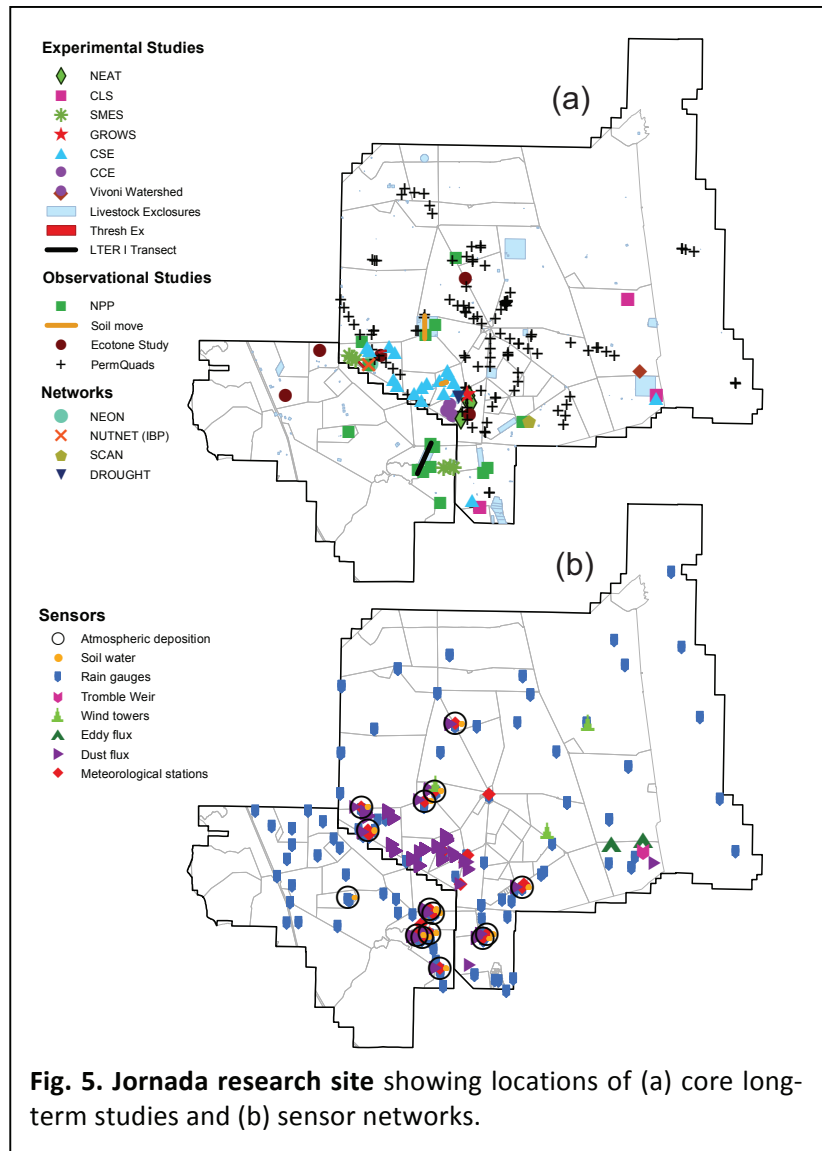 Experimental Studies
NEAT
CLS
SMES
GROWS
CSE
CCE
Vivoni Watershed
Livestock Exclosures
Thresh Ex
LTER I Transect
Observational Studies
NPP
Soil move
Ecotone Study
PermQuads
Networks
NEON
NUTNET (IBP)
SCAN
DROUGHT
(a)
(b)
Sensors
Atmospheric deposition
Soil water
Rain gauges
Tromble Weir
Wind towers
Eddy flux
Dust flux
Meteorological stations
Fig. 5. Jornada research site showing locations of (a) core long-
term studies and (b) sensor networks.